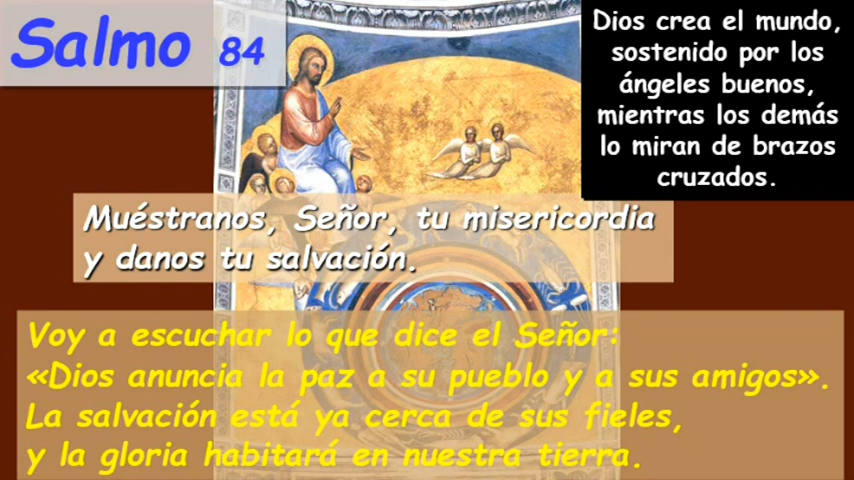 Salmo 84
Dios crea el mundo,
sostenido por los
ángeles buenos,
mientras los demás
lo miran de brazos
cruzados.
Muéstranos, Señor, tu misericordia
y danos tu salvación.
Voy a escuchar lo que dice el Señor:
«Dios anuncia la paz a su pueblo y a sus amigos».
La salvación está ya cerca de sus fieles,
y la gloria habitará en nuestra tierra.